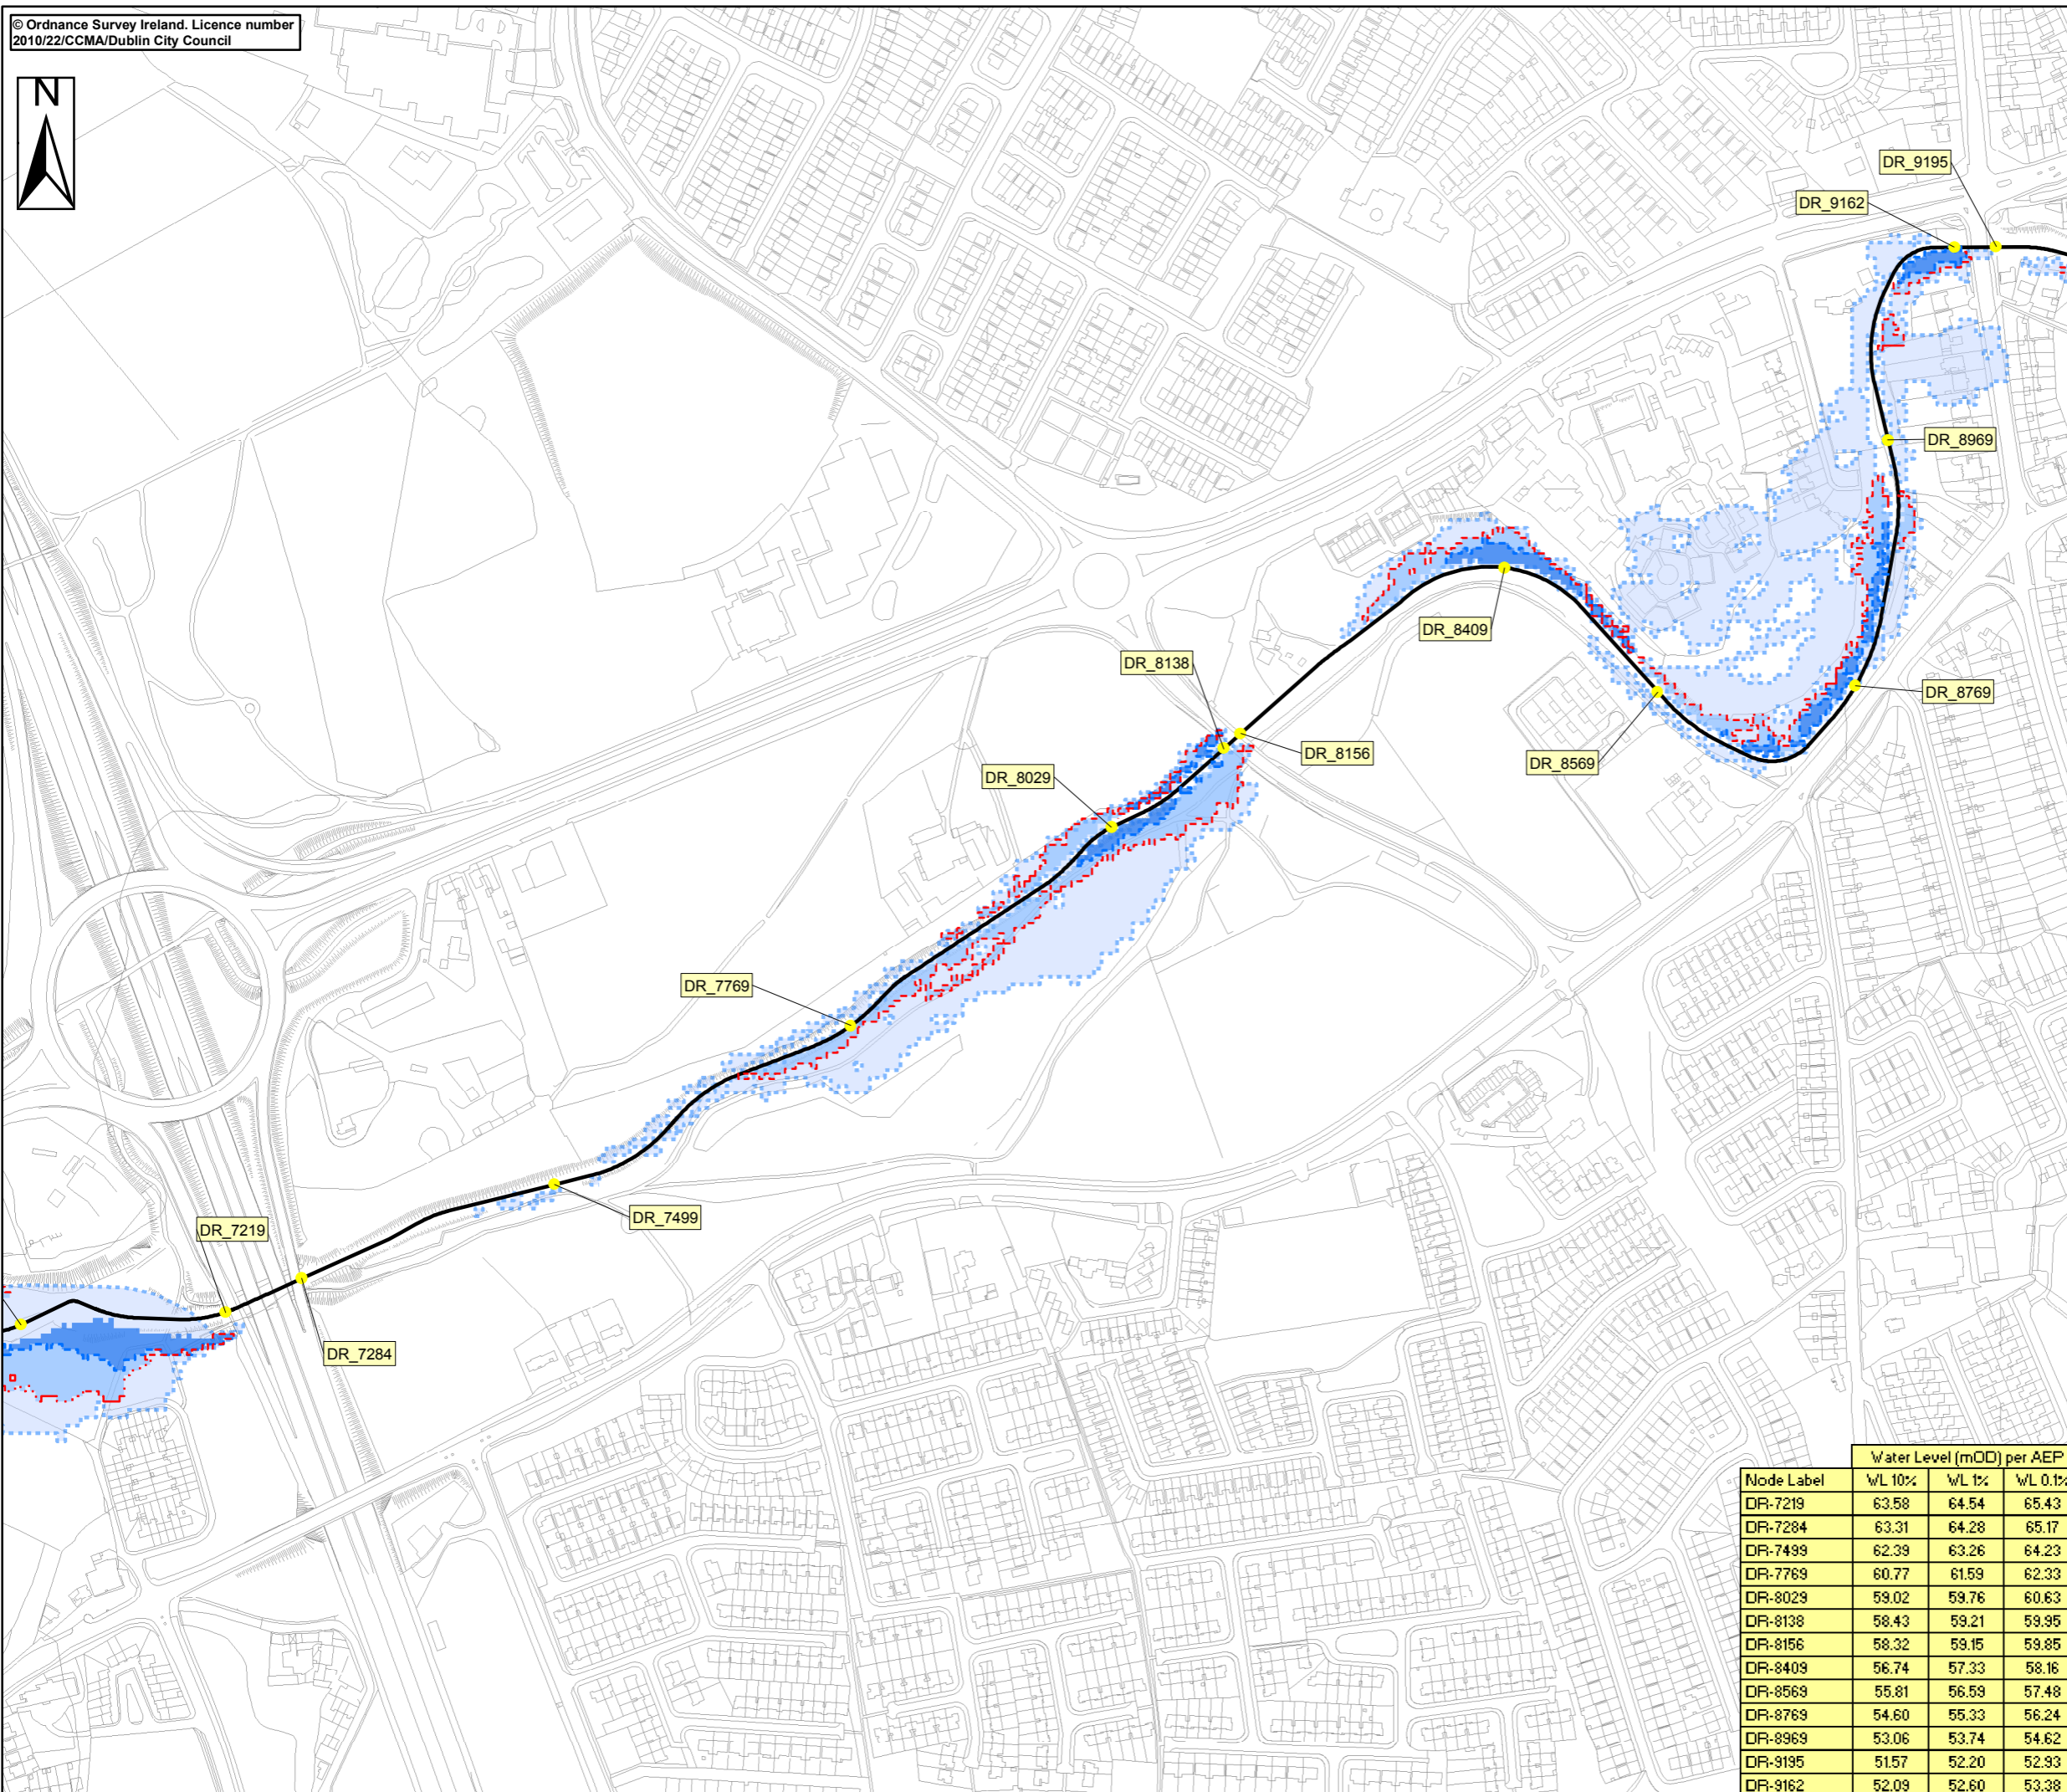 © Ordnance Survey Ireland. Licence number
2010/22/CCMA/Dublin City Council
N
DR_9195
DR_9162
DR_8969
DR_8409
DR_8138
DR_8769
DR_8156
DR_8569
DR_8029
DR_7769
DR_7499
DR_7219
DR_7284
Water Level (mOD) per AEP
Node Label WL 10% WL 1% WL 0.1%
DR-7219 63.58 64.54 65.43
DR-7284 63.31 64.28 65.17
DR-7499 62.39 63.26 64.23
DR-7769 60.77 61.59 62.33
DR-8029 59.02 59.76 60.63
DR-8138 58.43 59.21 59.95
DR-8156 58.32 59.15 59.85
DR-8409 56.74 57.33 58.16
DR-8569 55.81 56.59 57.48
DR-8769 54.60 55.33 56.24
DR-8969 53.06 53.74 54.62
DR-9195 51.57 52.20 52.93
DR-9162 52.09 52.60 53.38